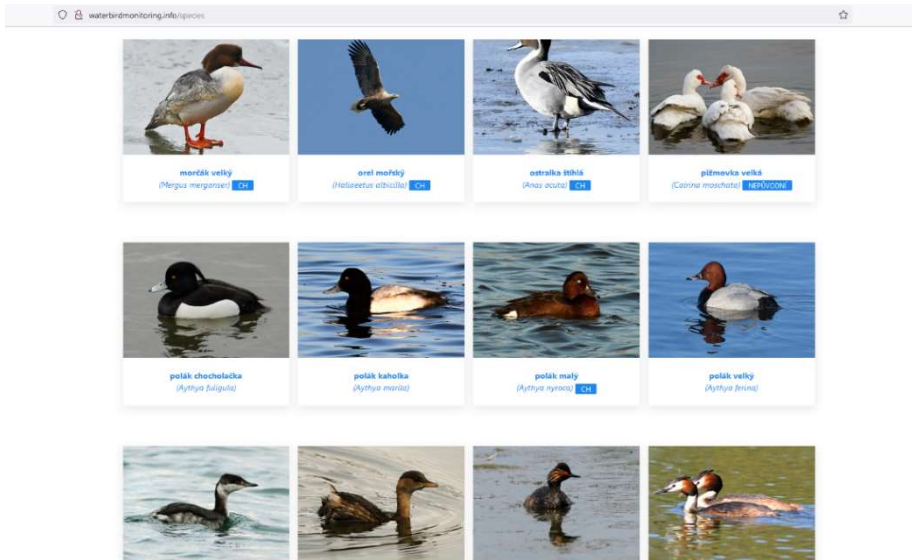 waterbirdmonitoring.info/species
morčák velký
(Mergus merganser) CH
orel mořský
(Haliaeetus albicilla) CH
ostralka štíhlá
(Anas acuta) CH
pižmovka velká
(Cairina moschata) NEPŮVODNÍ
polák chocholačka
(Aythya fuligula)
polák kaholka
(Aythya marila)
polák malý
(Aythya nyroca) CH
polák velký
(Aythya ferina)